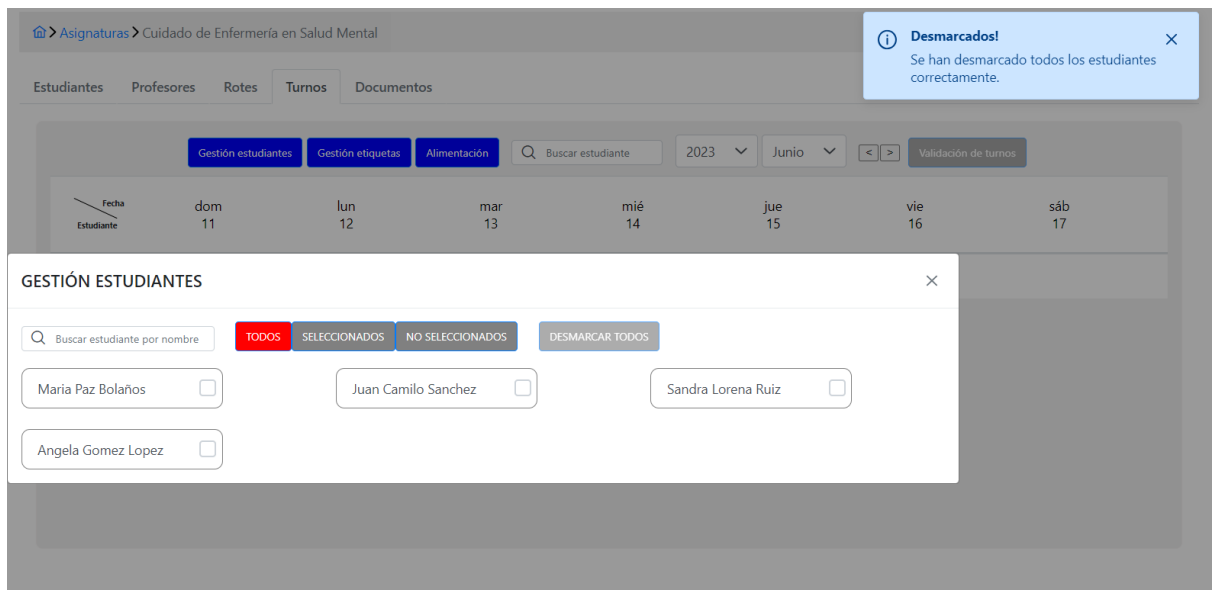 Asignaturas > Cuidado de Enfermería en Salud Mental
Desmarcados!
Se han desmarcado todos los estudiantes
correctamente.
Estudiantes Profesores Rotes Turnos Documentos
Gestión estudiantes Gestión etiquetas Alimentación Buscar estudiante 2023 Junio < > Validación de turnos
Fecha
Estudiante
dom lun mar mié jue vie sáb
11 12 13 14 15 16 17
GESTIÓN ESTUDIANTES
Buscar estudiante por nombre TODOS SELECCIONADOS NO SELECCIONADOS DESMARCAR TODOS
Maria Paz Bolaños Juan Camilo Sanchez Sandra Lorena Ruiz
Angela Gomez Lopez